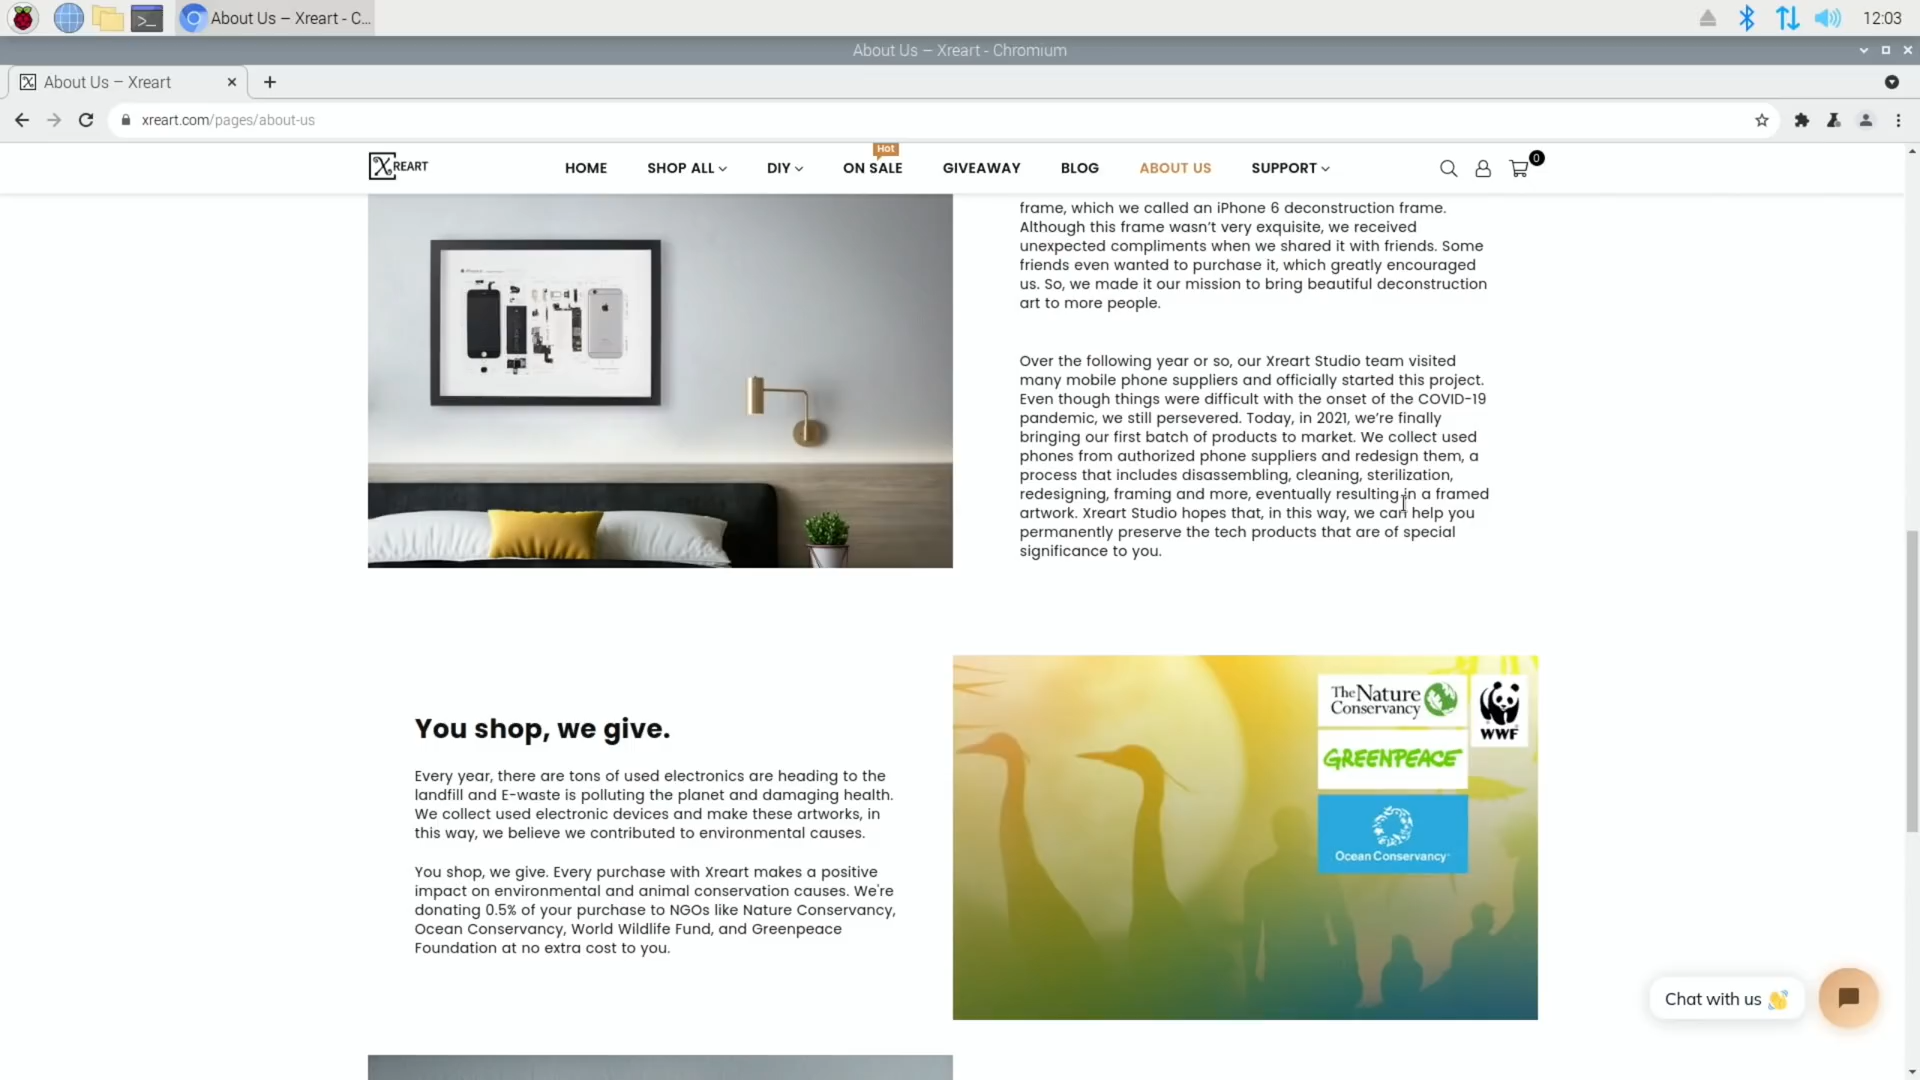 About Us – Xreart - C...
12:03
About Us – Xreart - Chromium
About Us – Xreart
xreart.com/pages/about-us
XREART
HOME
SHOP ALL
DIY
Hot
ON SALE
GIVEAWAY
BLOG
ABOUT US
SUPPORT
0
frame, which we called an iPhone 6 deconstruction frame.
Although this frame wasn't very exquisite, we received
unexpected compliments when we shared it with friends. Some
friends even wanted to purchase it, which greatly encouraged
us. So, we made it our mission to bring beautiful deconstruction
art to more people.
Over the following year or so, our Xreart Studio team visited
many mobile phone suppliers and officially started this project.
Even though things were difficult with the onset of the COVID-19
pandemic, we still persevered. Today, in 2021, we're finally
bringing our first batch of products to market. We collect used
phones from authorized phone suppliers and redesign them, a
process that includes disassembling, cleaning, sterilization,
redesigning, framing and more, eventually resulting in a framed
artwork. Xreart Studio hopes that, in this way, we can help you
permanently preserve the tech products that are of special
significance to you.
You shop, we give.
Every year, there are tons of used electronics are heading to the
landfill and E-waste is polluting the planet and damaging health.
We collect used electronic devices and make these artworks, in
this way, we believe we contributed to environmental causes.
You shop, we give. Every purchase with Xreart makes a positive
impact on environmental and animal conservation causes. We're
donating 0.5% of your purchase to NGOs like Nature Conservancy,
Ocean Conservancy, World Wildlife Fund, and Greenpeace
Foundation at no extra cost to you.
The Nature
Conservancy
WWF
GREENPEACE
Ocean Conservancy
Chat with us